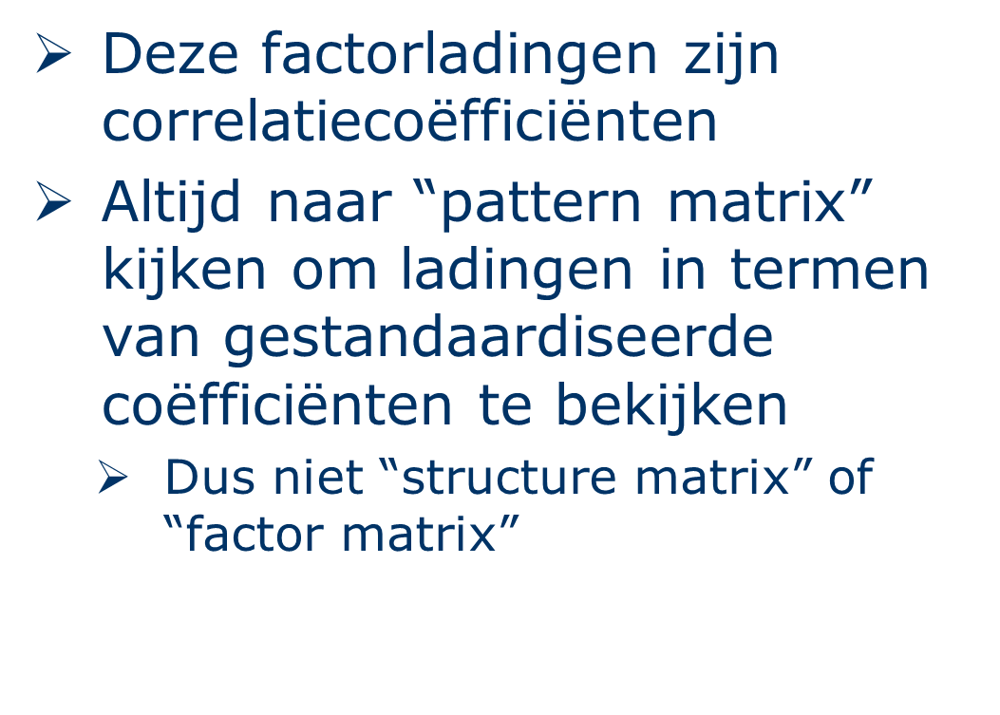 ➢ Deze factorladingen zijn
correlatiecoëfficiënten
➢ Altijd naar “pattern matrix”
kijken om ladingen in termen
van gestandaardiseerde
coëfficiënten te bekijken
➢ Dus niet “structure matrix” of
“factor matrix”